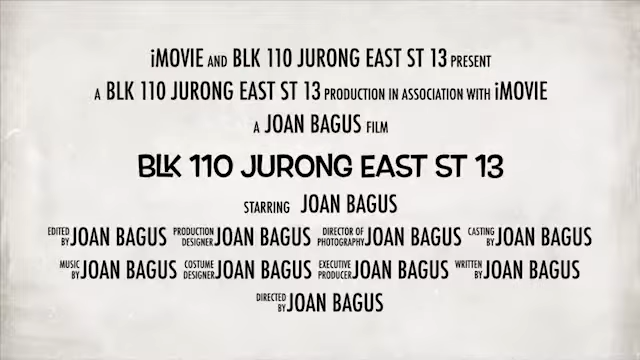 iMOVIE AND BLK 110 JURONG EAST ST 13 PRESENT
A BLK 110 JURONG EAST ST 13 PRODUCTION IN ASSOCIATION WITH iMOVIE
A JOAN BAGUS FILM
BLK 110 JURONG EAST ST 13
STARRING JOAN BAGUS
EDITED BY JOAN BAGUS PRODUCTION DESIGNER JOAN BAGUS DIRECTOR OF PHOTOGRAPHY JOAN BAGUS CASTING BY JOAN BAGUS
MUSIC BY JOAN BAGUS COSTUME DESIGNER JOAN BAGUS EXECUTIVE PRODUCER JOAN BAGUS WRITTEN BY JOAN BAGUS
DIRECTED BY JOAN BAGUS